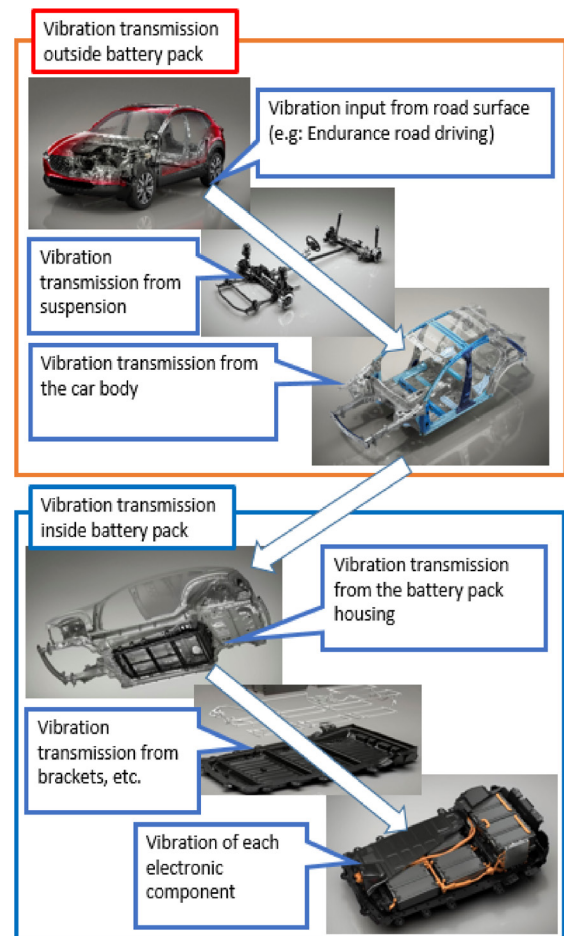 Vibration transmission
outside battery pack
Vibration input from road surface
(e.g: Endurance road driving)
Vibration
transmission from
suspension
Vibration transmission from
the car body
Vibration transmission
inside battery pack
Vibration transmission
from the battery pack
housing
Vibration
transmission from
brackets, etc.
Vibration of each
electronic
component